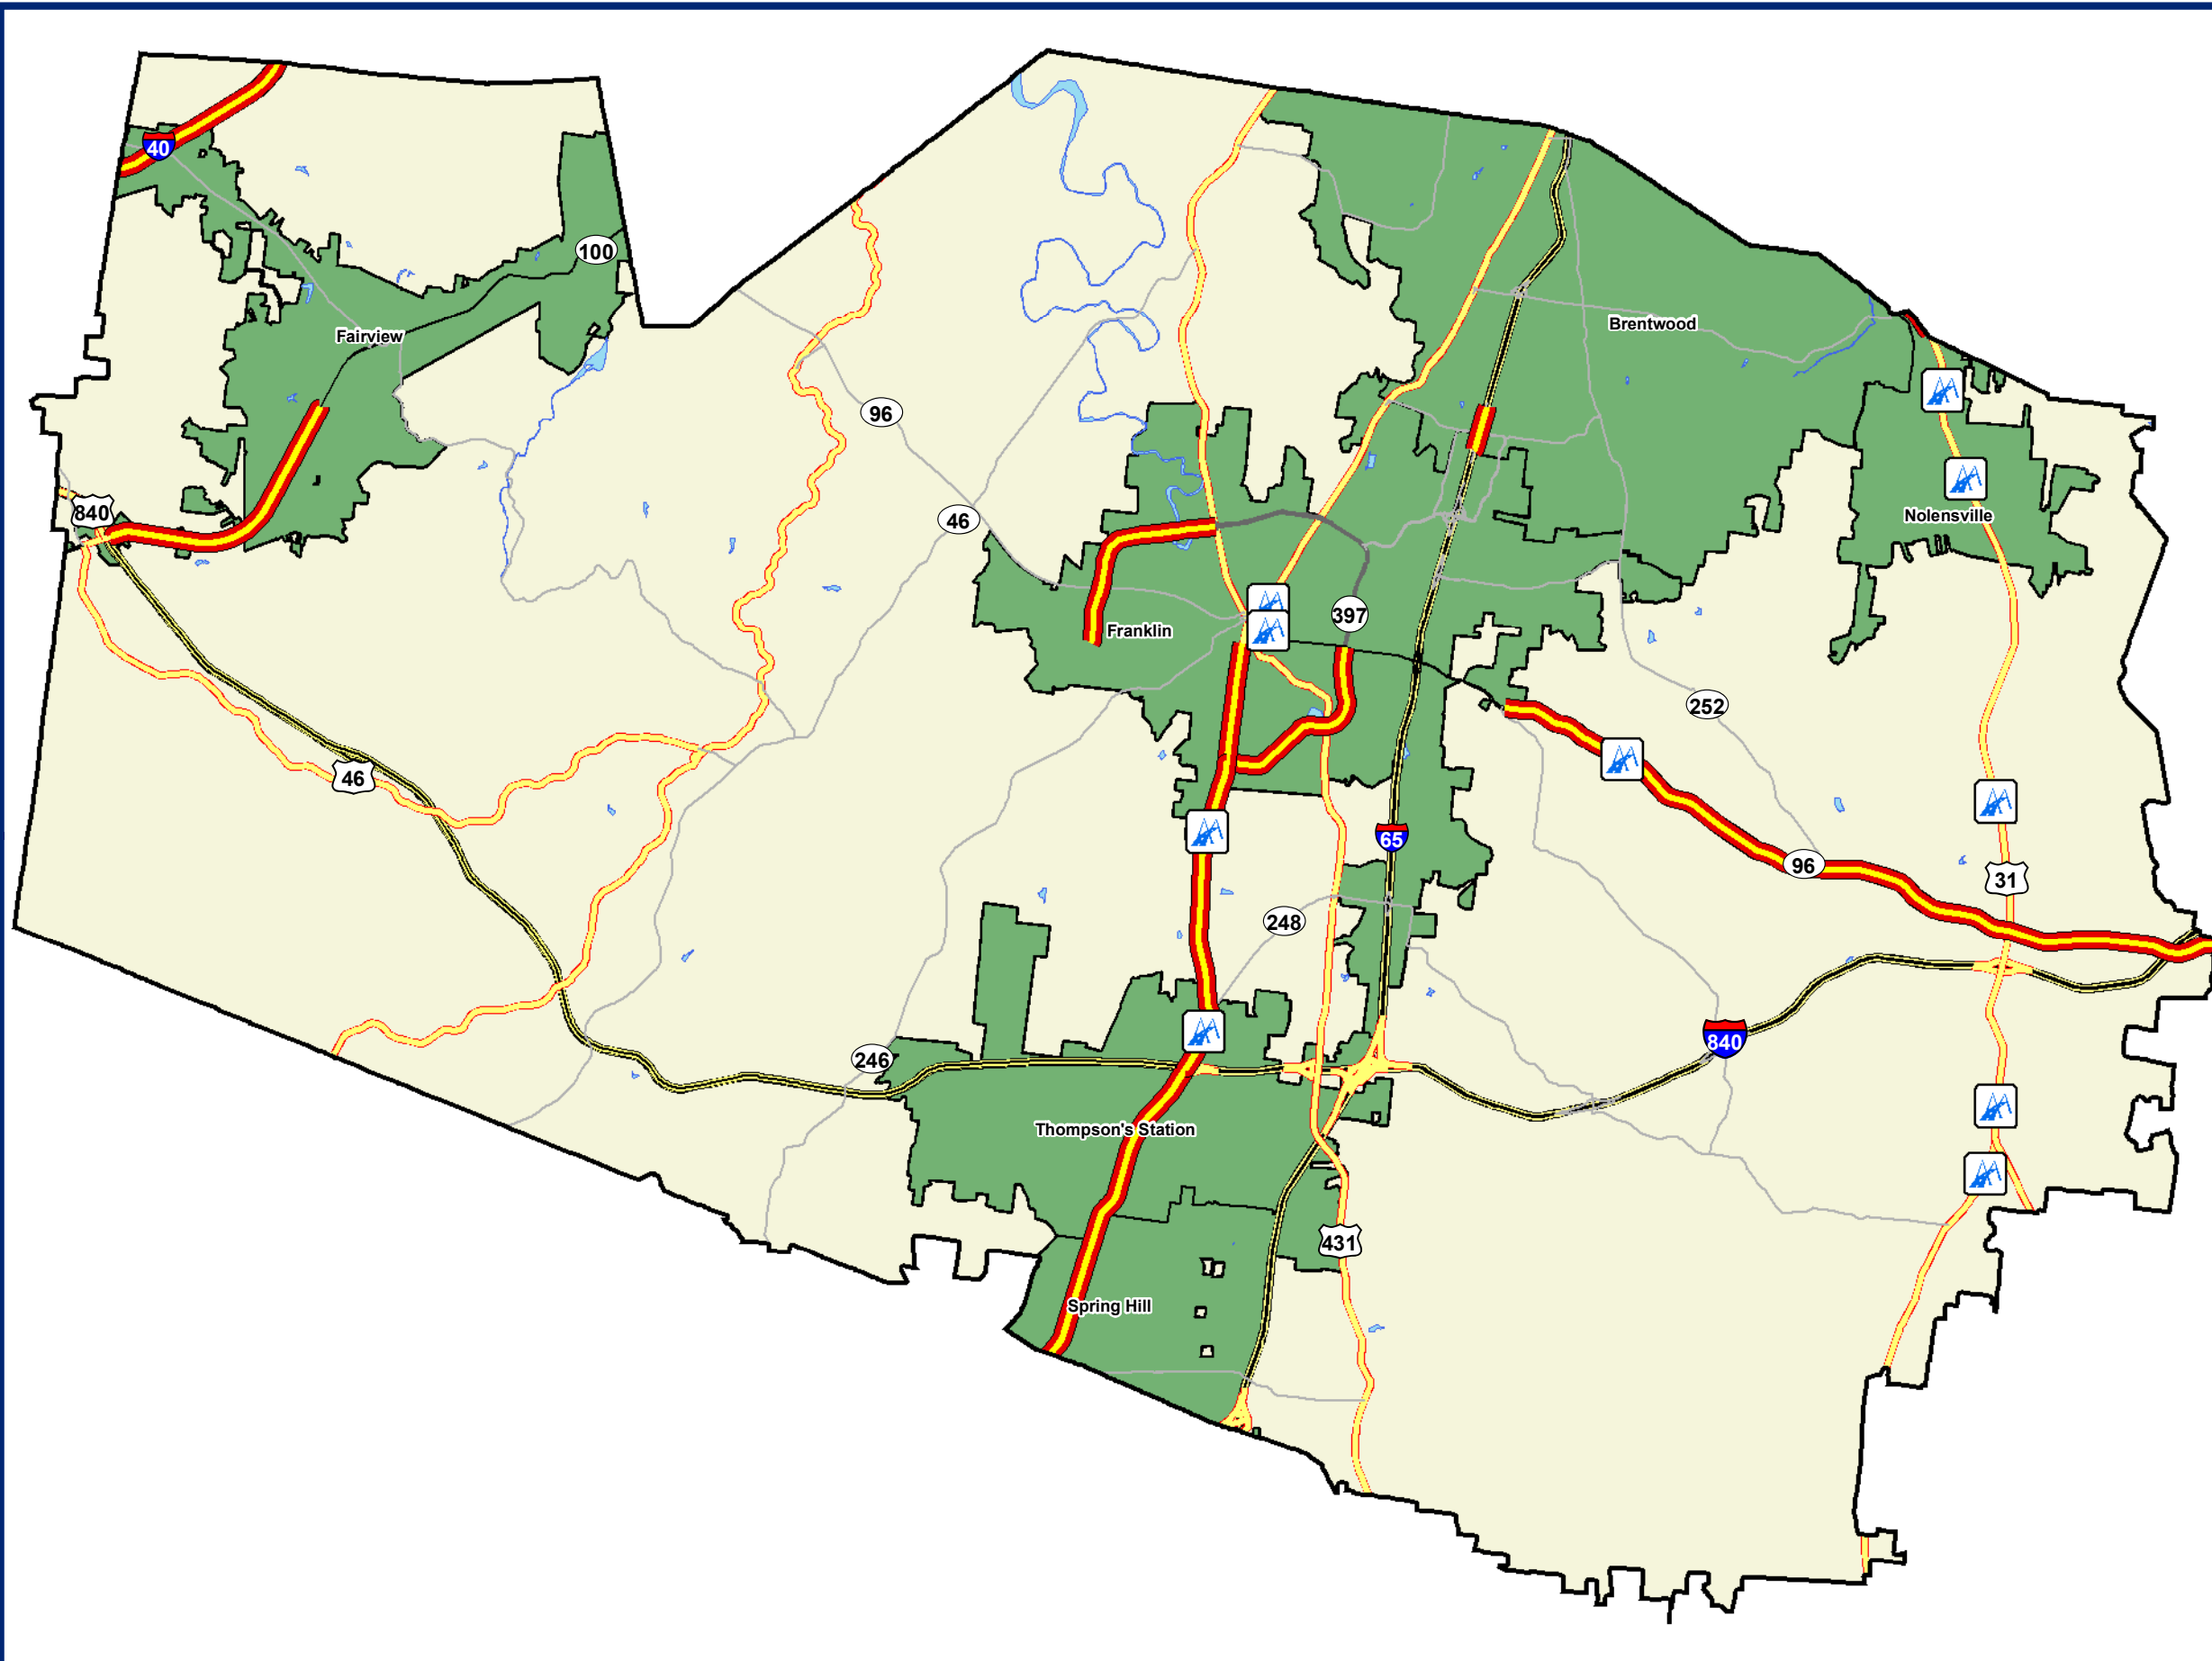 40
100
Brentwood
Fairview
96
840
46
Nolensville
397
Franklin
252
46
65
96
31
248
840
246
Thompson's Station
431
Spring Hill